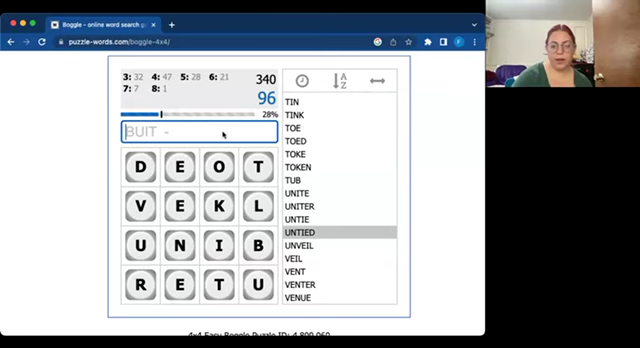 Boggle - online word search p
puzzle-words.com/boggle-4x4/
3: 32 4: 47 5: 28 6: 21
7: 7 8: 1
340
96
28%
BUIT -
D E O T
V E K L
U N I B
R E T U
A
Z
TIN
TINK
TOE
TOED
TOKE
TOKEN
TUB
UNITE
UNITER
UNTIE
UNTIED
UNVEIL
VEIL
VENT
VENTER
VENUE
4x4 Easy Boggle Puzzle ID: 4,899,060